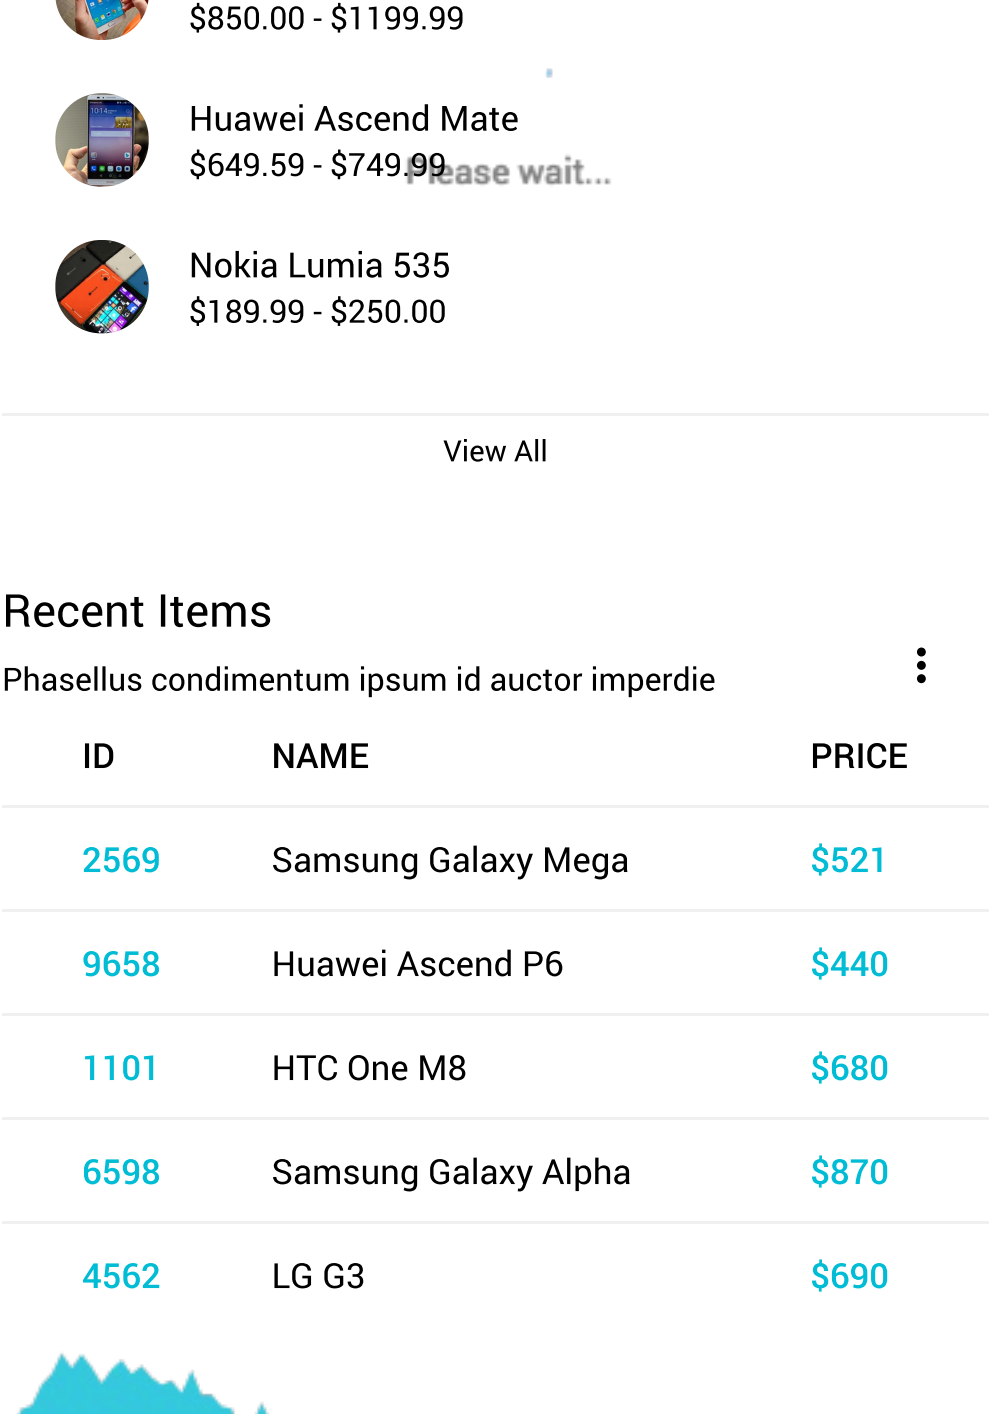 $850.00 - $1199.99
Huawei Ascend Mate
$649.59 - $749.99
Please wait...
Nokia Lumia 535
$189.99 - $250.00
View All
Recent Items
Phasellus condimentum ipsum id auctor imperdie
ID NAME PRICE
2569 Samsung Galaxy Mega $521
9658 Huawei Ascend P6 $440
1101 HTC One M8 $680
6598 Samsung Galaxy Alpha $870
4562 LG G3 $690